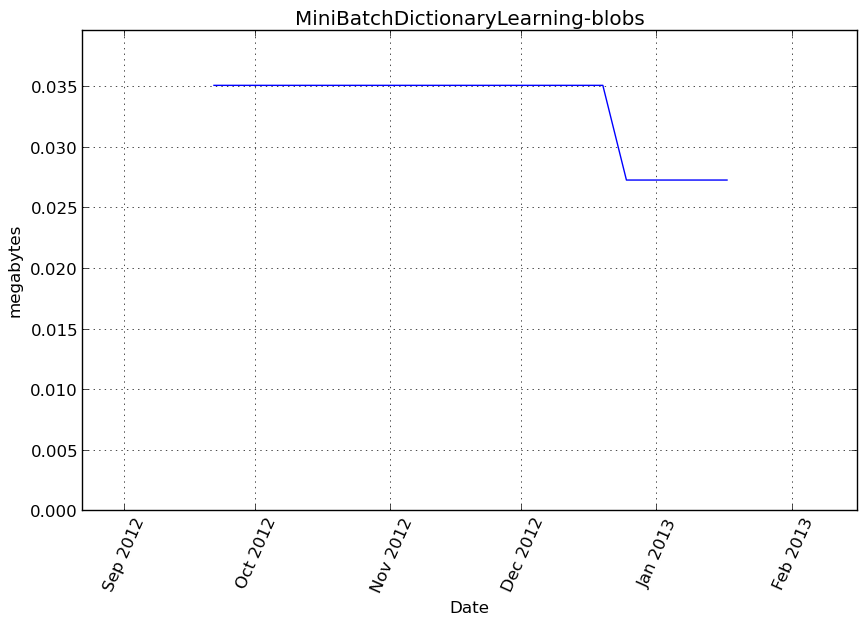 MiniBatchDictionaryLearning-blobs
0.035
0.030
0.025
0.020
0.015
0.010
0.005
0.000
megabytes
Sep 2012
Oct 2012
Nov 2012
Dec 2012
Jan 2013
Feb 2013
Date